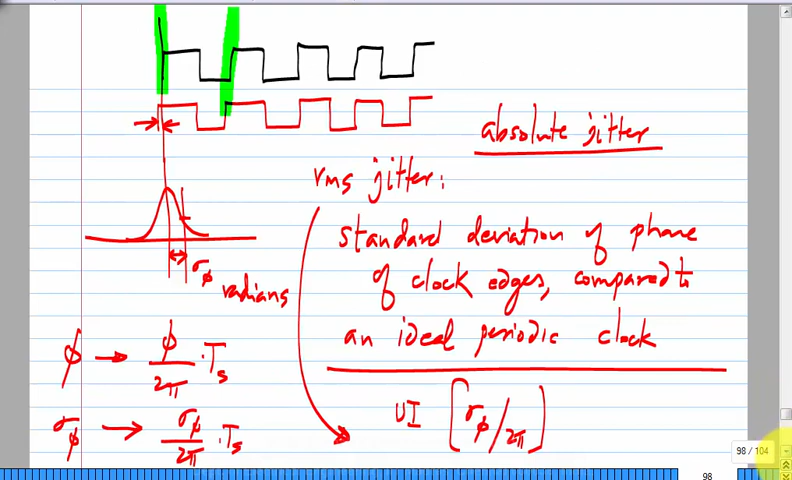 absolute jitter
rms jitter:
standard deviation of phase
of clock edges, compared to
an ideal periodic clock
σϕ
radians
ϕ → ϕ/2π · Ts
σϕ → σϕ/2π · Ts
UI [σϕ/2π]
98 / 104
98